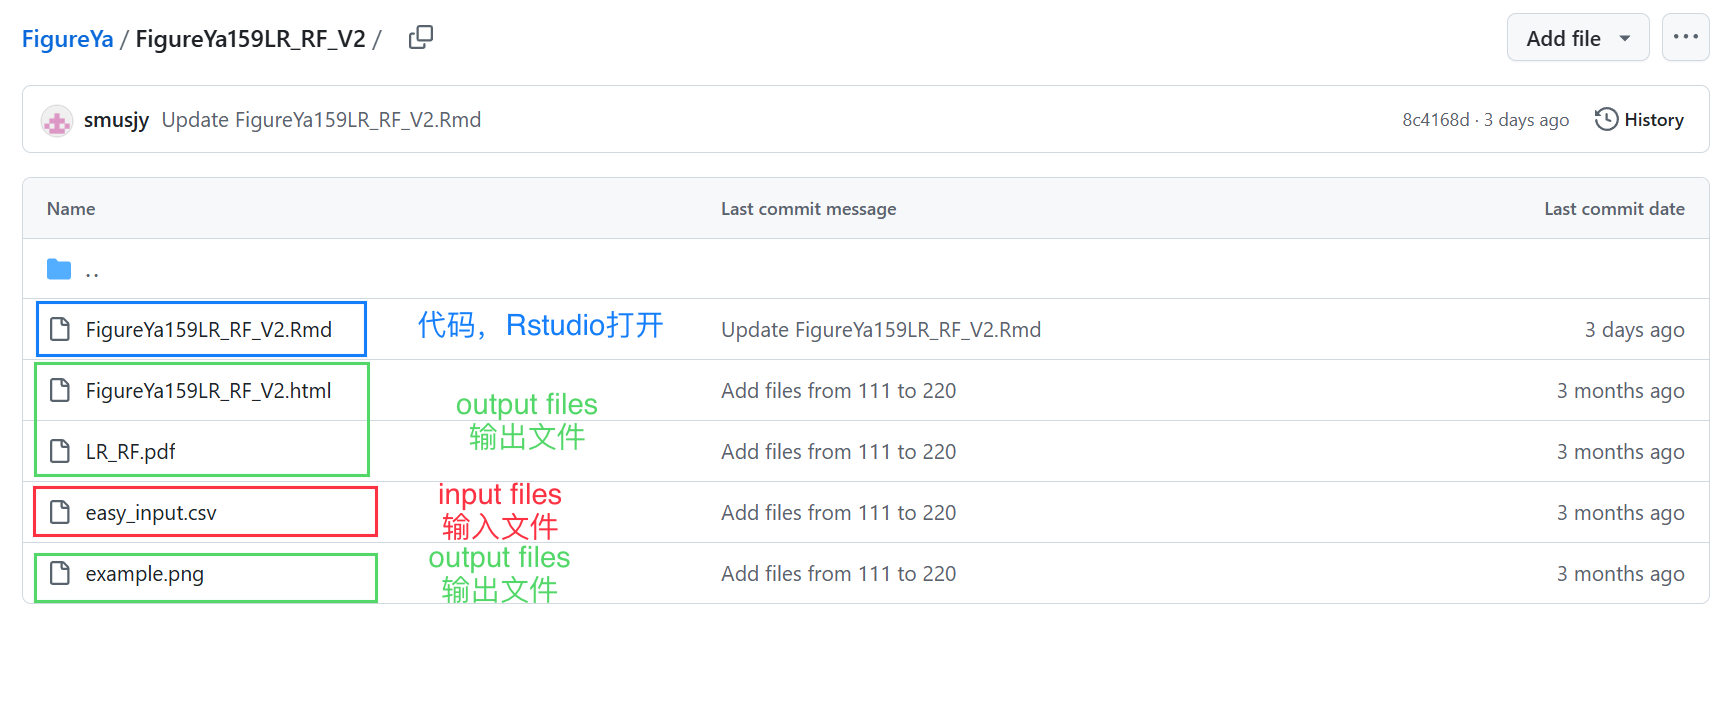 FigureYa / FigureYa159LR_RF_V2 /
Add file
smusjy Update FigureYa159LR_RF_V2.Rmd
8c4168d · 3 days ago
History
Name Last commit message Last commit date
..
FigureYa159LR_RF_V2.Rmd 代码，Rstudio打开 Update FigureYa159LR_RF_V2.Rmd 3 days ago
FigureYa159LR_RF_V2.html Add files from 111 to 220 3 months ago
output files
输出文件
LR_RF.pdf Add files from 111 to 220 3 months ago
input files
easy_input.csv Add files from 111 to 220 3 months ago
输入文件
output files
example.png Add files from 111 to 220 3 months ago
输出文件